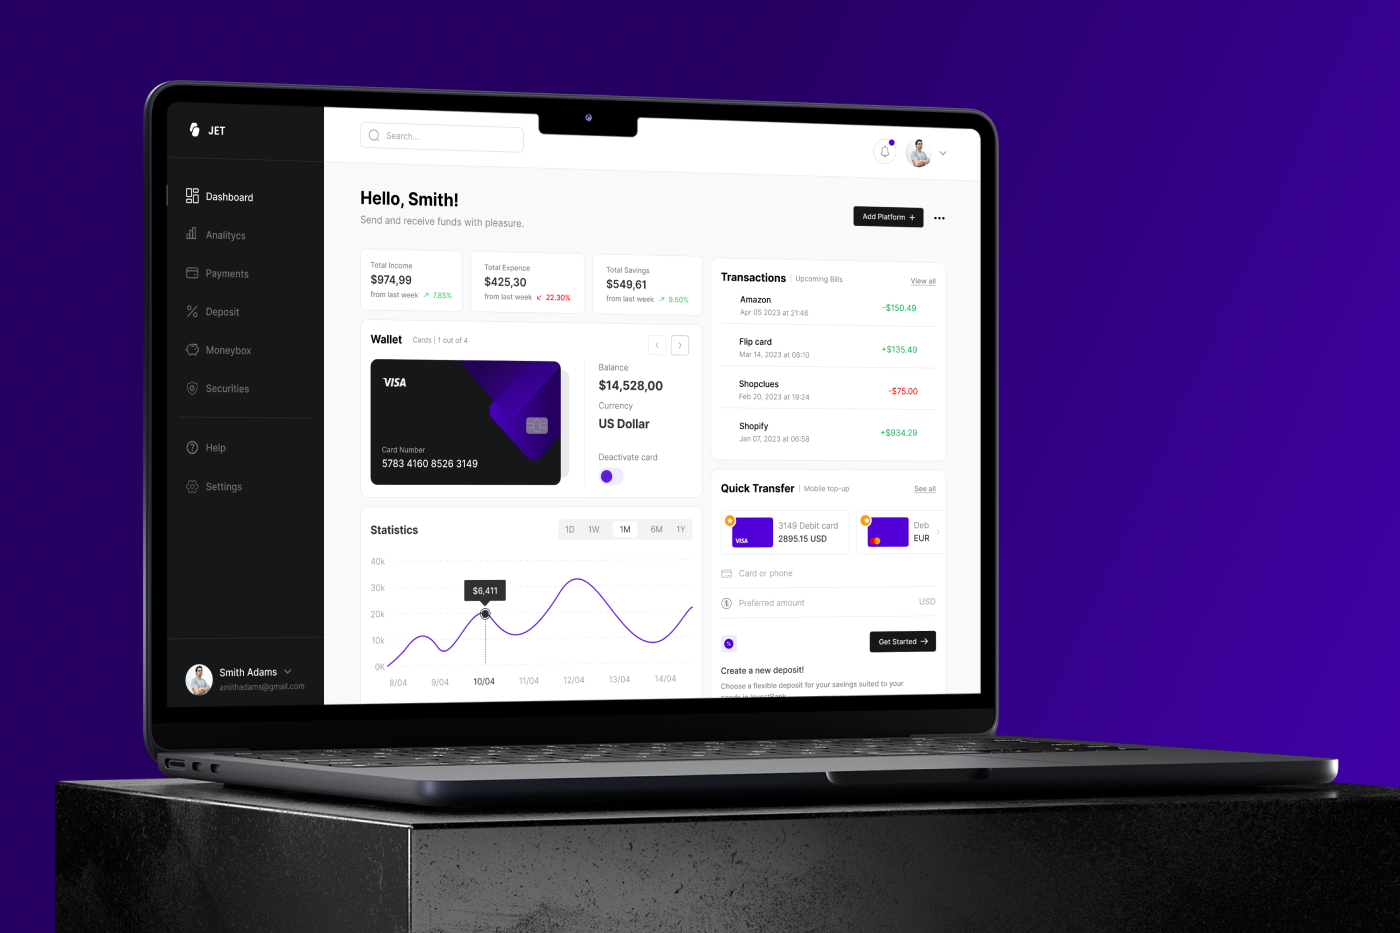 JET
Search...
Dashboard
Analitycs
Payments
Deposit
Moneybox
Securities
Help
Settings
Smith Adams
amithadams@gmail.com
Hello, Smith!
Send and receive funds with pleasure.
Add Platform +
Total Income
$974,99
from last week 7.85%
Total Expence
$425,30
from last week 22.30%
Total Savings
$549,61
from last week 9.50%
Wallet | Cards | 1 out of 4
VISA
Card Number
5783 4160 8526 3149
Balance
$14,528,00
Currency
US Dollar
Deactivate card
Statistics
1D 1W 1M 6M 1Y
40k
30k
20k
10k
0K
$6,411
8/04 9/04 10/04 11/04 12/04 13/04 14/04
Transactions | Upcoming Bills View all
Amazon
Apr 05 2023 at 21:46
-$150.49
Flip card
Mar 14, 2023 at 08:10
+$135.49
Shopclues
Feb 20, 2023 at 19:24
-$75.00
Shopify
Jan 07, 2023 at 06:58
+$934.29
Quick Transfer | Mobile top-up See all
VISA
3149 Debit card
2895.15 USD
Deb
EUR
Card or phone
Preferred amount USD
Get Started
Create a new deposit!
Choose a flexible deposit for your savings suited to your
needs in InvestBank